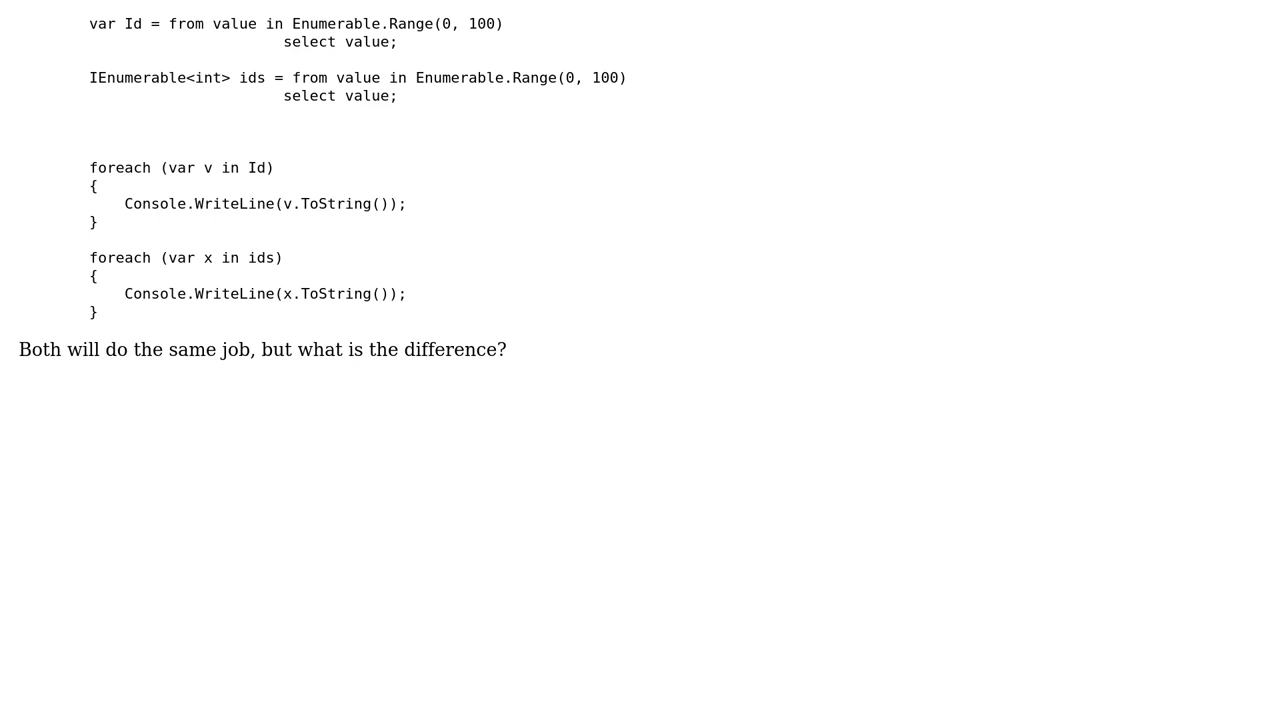 var Id = from value in Enumerable.Range(0, 100)
select value;
IEnumerable<int> ids = from value in Enumerable.Range(0, 100)
select value;
foreach (var v in Id)
{
Console.WriteLine(v.ToString());
}
foreach (var x in ids)
{
Console.WriteLine(x.ToString());
}
Both will do the same job, but what is the difference?